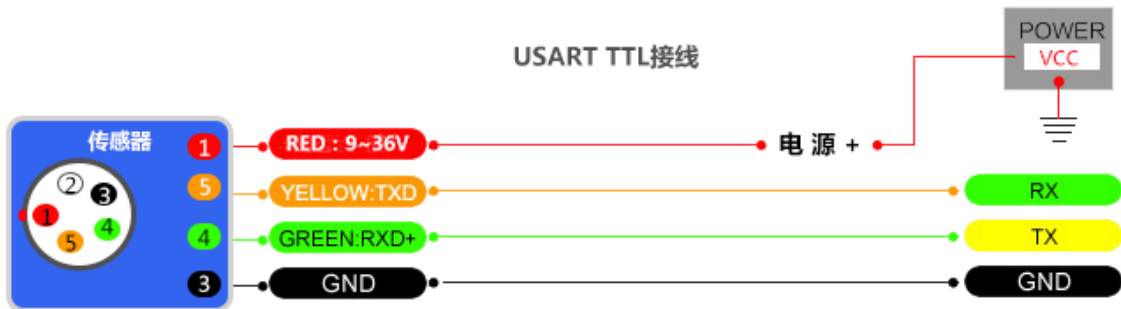 USART TTL接线
POWER
VCC
传感器
1
RED：9~36V
电 源 +
5
YELLOW:TXD
RX
4
GREEN:RXD+
TX
3
GND
GND
2
3
1
4
5